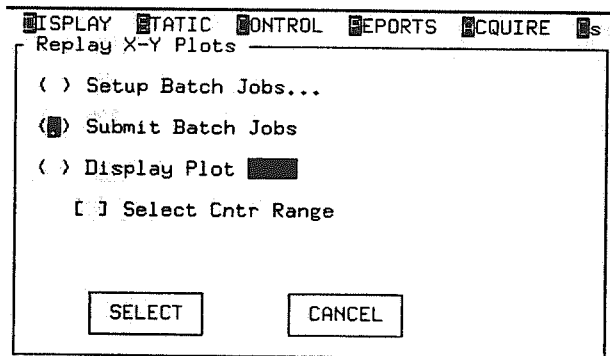 DISPLAY STATIC CONTROL REPORTS ACQUIRE
Replay X-Y Plots
( ) Setup Batch Jobs...
( ) Submit Batch Jobs
( ) Display Plot
[ ] Select Cntr Range
SELECT CANCEL